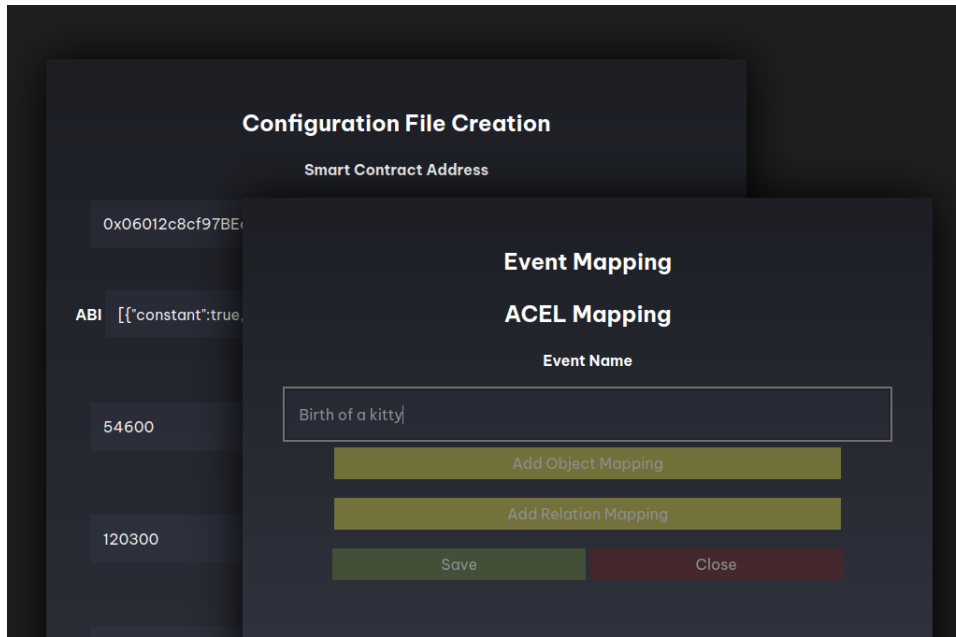 Configuration File Creation
Smart Contract Address
0x06012c8cf97BE
ABI [{"constant":true,
54600
120300
Event Mapping
ACEL Mapping
Event Name
Birth of a kitty
Add Object Mapping
Add Relation Mapping
Save Close